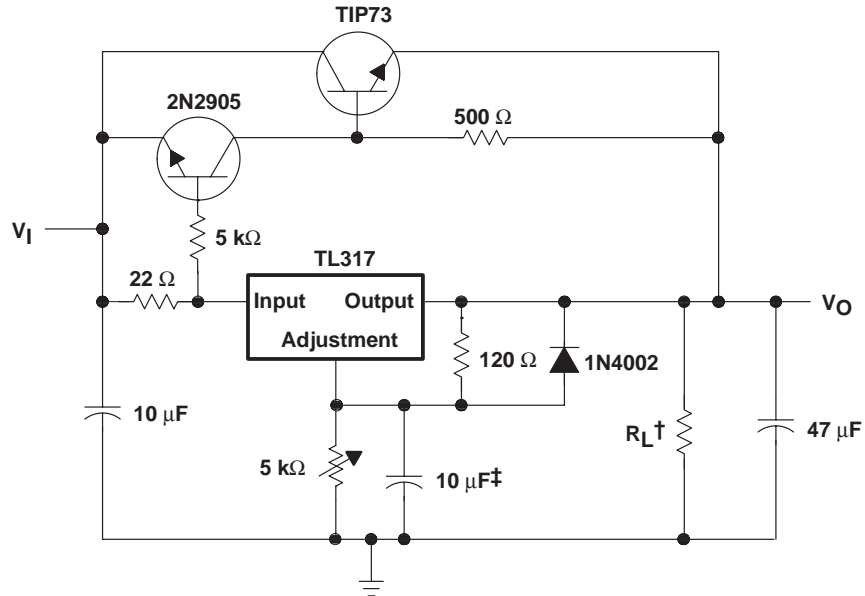 TIP73
2N2905
500 Ω
VI
5 kΩ
TL317
22 Ω
Input Output
Adjustment
VO
120 Ω
1N4002
10 μF
RL†
47 μF
5 kΩ
10 μF‡